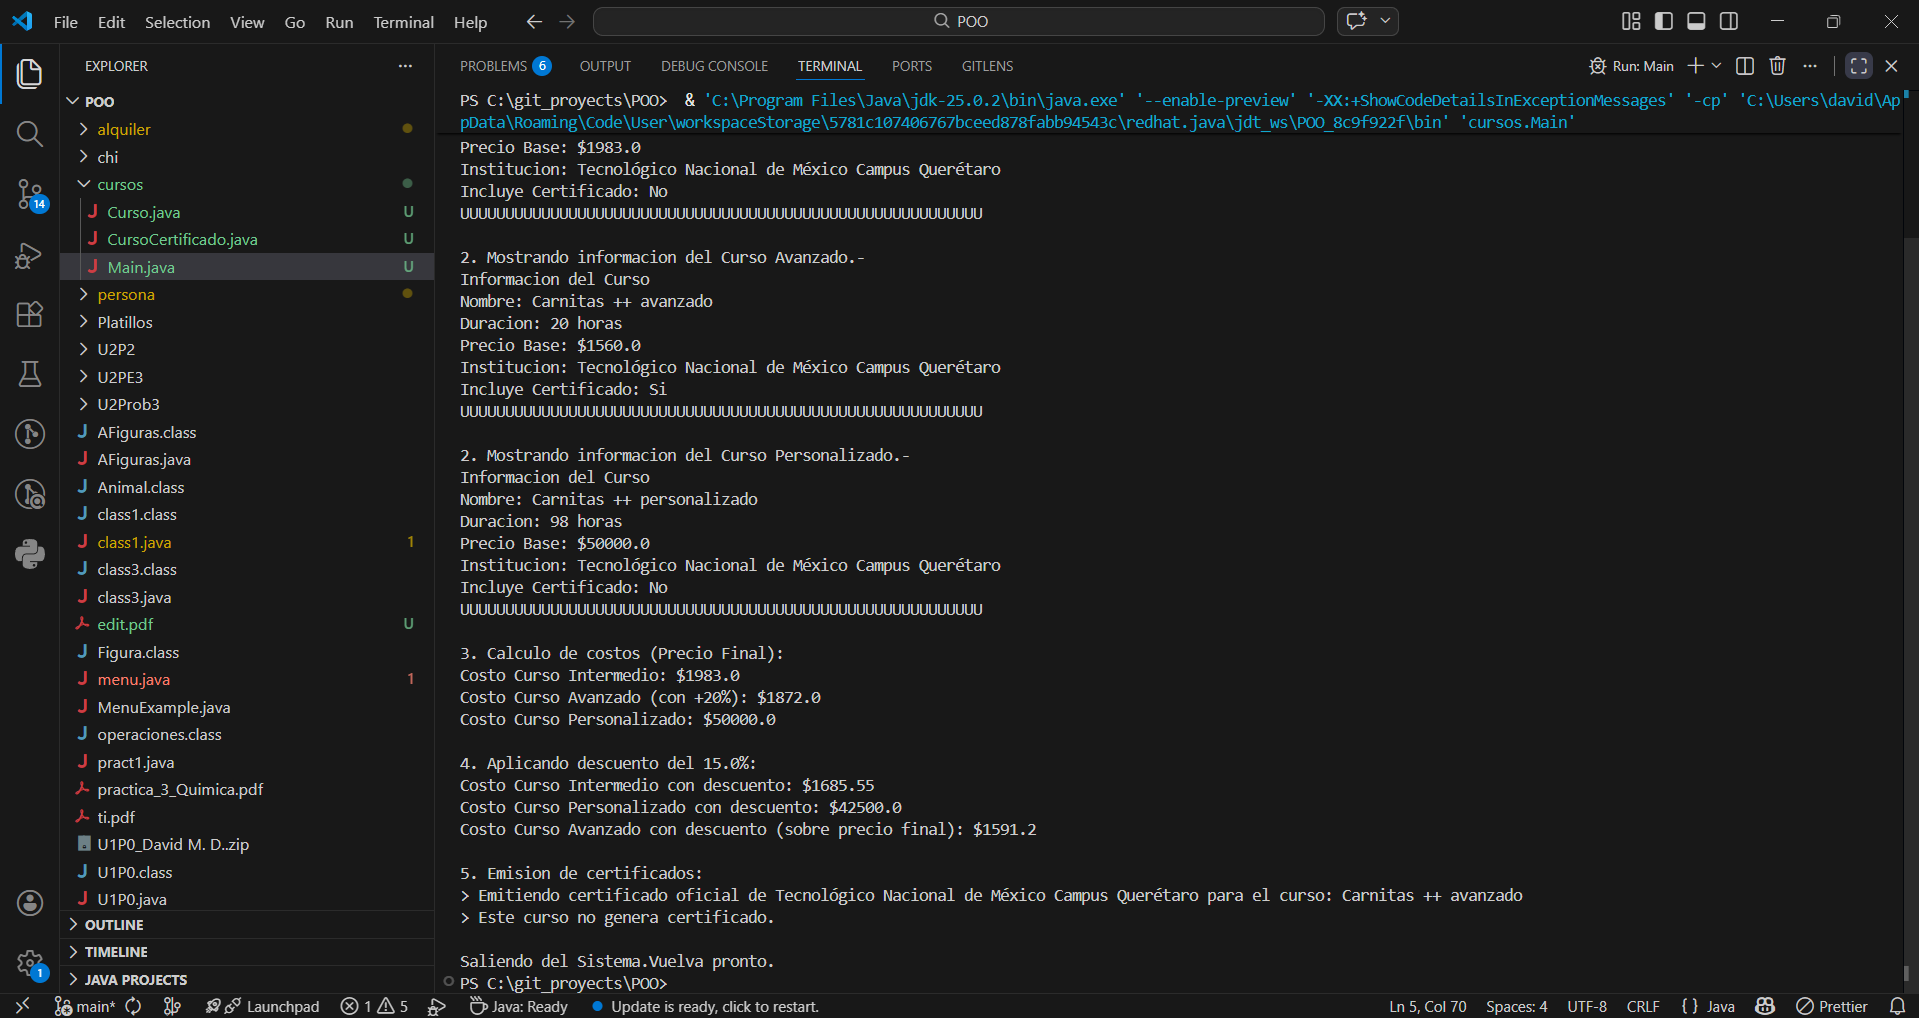 File Edit Selection View Go Run Terminal Help
POO
EXPLORER
POO
alquiler
chi
cursos
Curso.java U
CursoCertificado.java U
Main.java U
persona
Platillos
U2P2
U2PE3
U2Prob3
AFiguras.class
AFiguras.java
Animal.class
class1.class
class1.java 1
class3.class
class3.java
edit.pdf U
Figura.class
menu.java 1
MenuExample.java
operaciones.class
pract1.java
practica_3_Quimica.pdf
ti.pdf
U1P0_David M. D..zip
U1P0.class
U1P0.java
OUTLINE
TIMELINE
JAVA PROJECTS
14
1
PROBLEMS 6 OUTPUT DEBUG CONSOLE TERMINAL PORTS GITLENS
Run: Main
PS C:\git_proyects\POO> & 'C:\Program Files\Java\jdk-25.0.2\bin\java.exe' '--enable-preview' '-XX:+ShowCodeDetailsInExceptionMessages' '-cp' 'C:\Users\david\Ap
pData\Roaming\Code\User\workspaceStorage\5781c107406767bceed878fabb94543c\redhat.java\jdt_ws\POO_8c9f922f\bin' 'cursos.Main'
Precio Base: $1983.0
Institucion: Tecnológico Nacional de México Campus Querétaro
Incluye Certificado: No
UUUUUUUUUUUUUUUUUUUUUUUUUUUUUUUUUUUUUUUUUUUUUUUUUUUUUUUUUU
2. Mostrando informacion del Curso Avanzado.-
Informacion del Curso
Nombre: Carnitas ++ avanzado
Duracion: 20 horas
Precio Base: $1560.0
Institucion: Tecnológico Nacional de México Campus Querétaro
Incluye Certificado: Si
UUUUUUUUUUUUUUUUUUUUUUUUUUUUUUUUUUUUUUUUUUUUUUUUUUUUUUUUUU
2. Mostrando informacion del Curso Personalizado.-
Informacion del Curso
Nombre: Carnitas ++ personalizado
Duracion: 98 horas
Precio Base: $50000.0
Institucion: Tecnológico Nacional de México Campus Querétaro
Incluye Certificado: No
UUUUUUUUUUUUUUUUUUUUUUUUUUUUUUUUUUUUUUUUUUUUUUUUUUUUUUUUUU
3. Calculo de costos (Precio Final):
Costo Curso Intermedio: $1983.0
Costo Curso Avanzado (con +20%): $1872.0
Costo Curso Personalizado: $50000.0
4. Aplicando descuento del 15.0%:
Costo Curso Intermedio con descuento: $1685.55
Costo Curso Personalizado con descuento: $42500.0
Costo Curso Avanzado con descuento (sobre precio final): $1591.2
5. Emision de certificados:
> Emitiendo certificado oficial de Tecnológico Nacional de México Campus Querétaro para el curso: Carnitas ++ avanzado
> Este curso no genera certificado.
Saliendo del Sistema.Vuelva pronto.
PS C:\git_proyects\POO>
main* Launchpad 1 5 Java: Ready Update is ready, click to restart. Ln 5, Col 70 Spaces: 4 UTF-8 CRLF {} Java Prettier